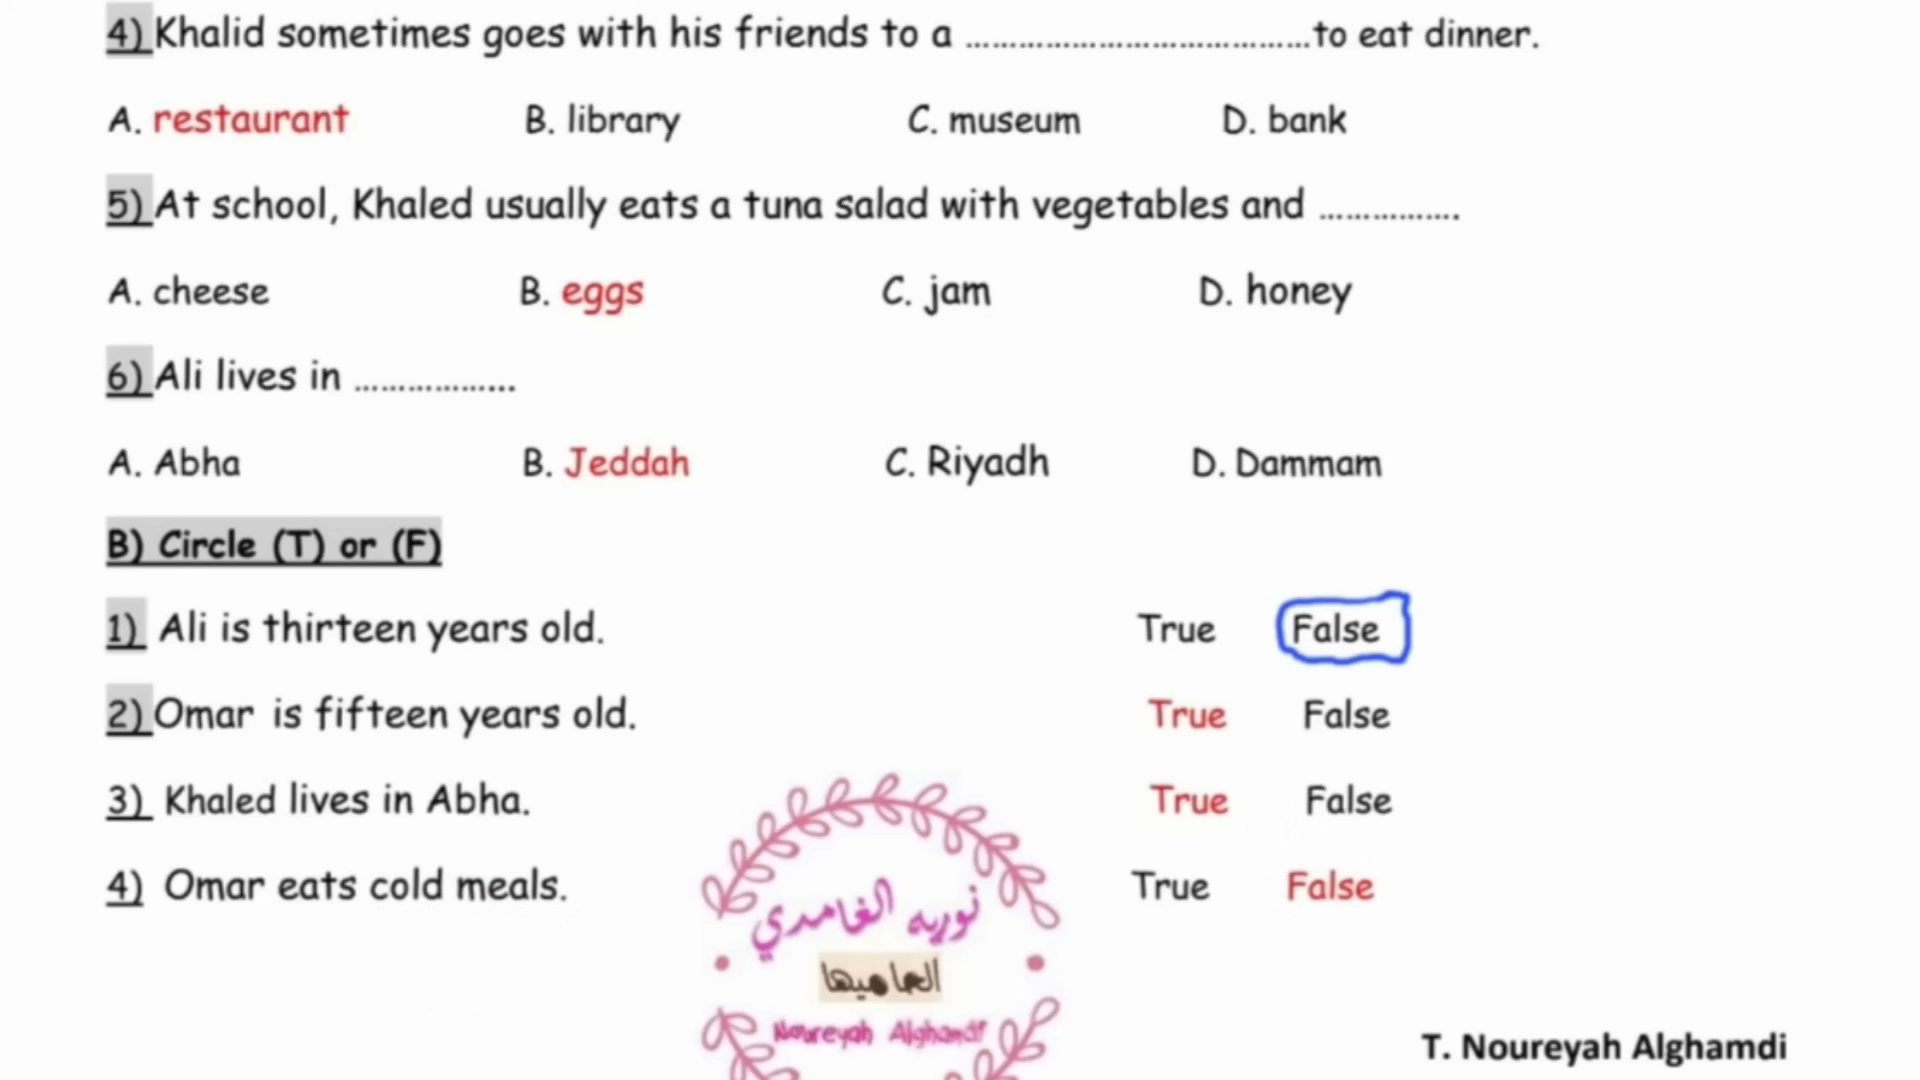 4) Khalid sometimes goes with his friends to a ....................................to eat dinner.
A. restaurant B. library C. museum D. bank
5) At school, Khaled usually eats a tuna salad with vegetables and ...............
A. cheese B. eggs C. jam D. honey
6) Ali lives in ..................
A. Abha B. Jeddah C. Riyadh D. Dammam
B) Circle (T) or (F)
1) Ali is thirteen years old. True False
2) Omar is fifteen years old. True False
3) Khaled lives in Abha. True False
4) Omar eats cold meals. True False
نوريه الغامدي
Noureyah Alghamdi
T. Noureyah Alghamdi